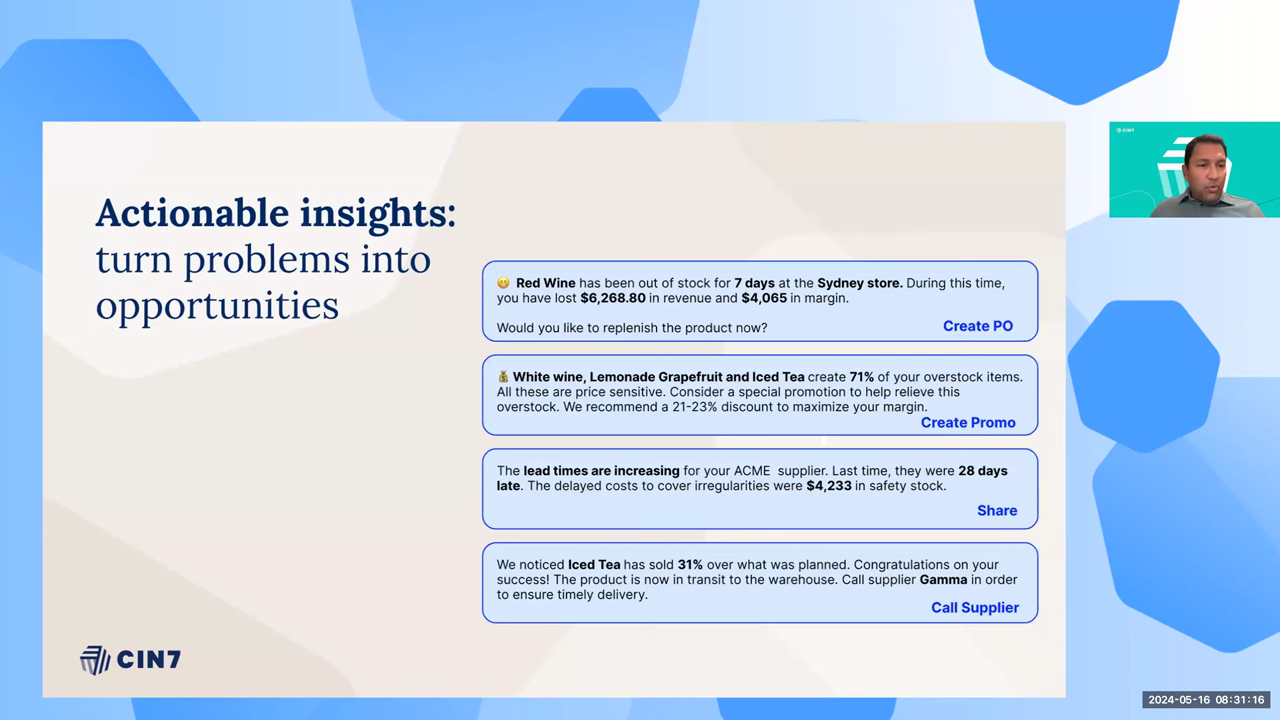 Actionable insights:
turn problems into
opportunities
😀 Red Wine has been out of stock for 7 days at the Sydney store. During this time,
you have lost $6,268.80 in revenue and $4,065 in margin.
Would you like to replenish the product now?
Create PO
💰 White wine, Lemonade Grapefruit and Iced Tea create 71% of your overstock items.
All these are price sensitive. Consider a special promotion to help relieve this
overstock. We recommend a 21-23% discount to maximize your margin.
Create Promo
The lead times are increasing for your ACME supplier. Last time, they were 28 days
late. The delayed costs to cover irregularities were $4,233 in safety stock.
Share
We noticed Iced Tea has sold 31% over what was planned. Congratulations on your
success! The product is now in transit to the warehouse. Call supplier Gamma in order
to ensure timely delivery.
Call Supplier
CIN7
CIN7
2024-05-16 08:31:16